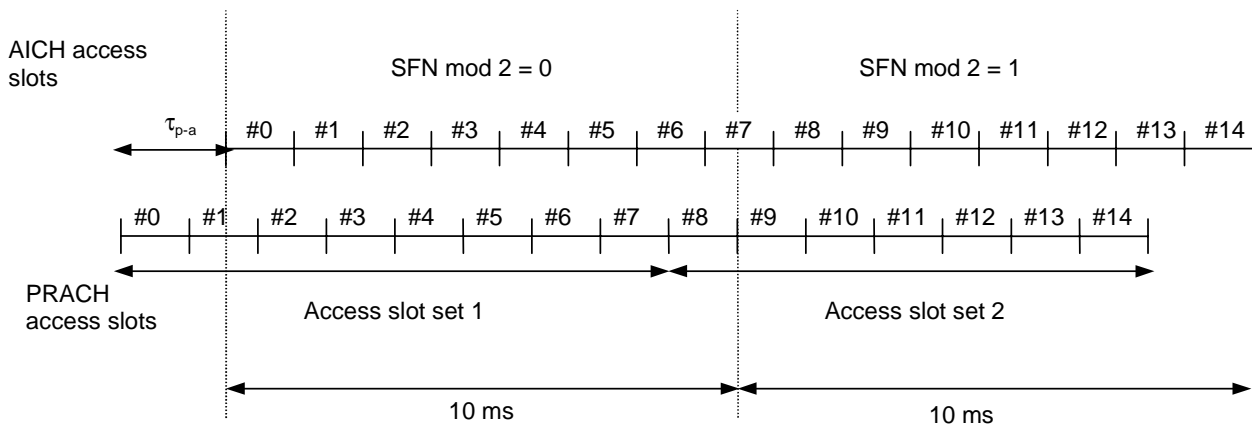 AICH access
slots
SFN mod 2 = 0
SFN mod 2 = 1
τp-a
#0 #1 #2 #3 #4 #5 #6 #7 #8 #9 #10 #11 #12 #13 #14
#0 #1 #2 #3 #4 #5 #6 #7 #8 #9 #10 #11 #12 #13 #14
PRACH
access slots
Access slot set 1
Access slot set 2
10 ms
10 ms